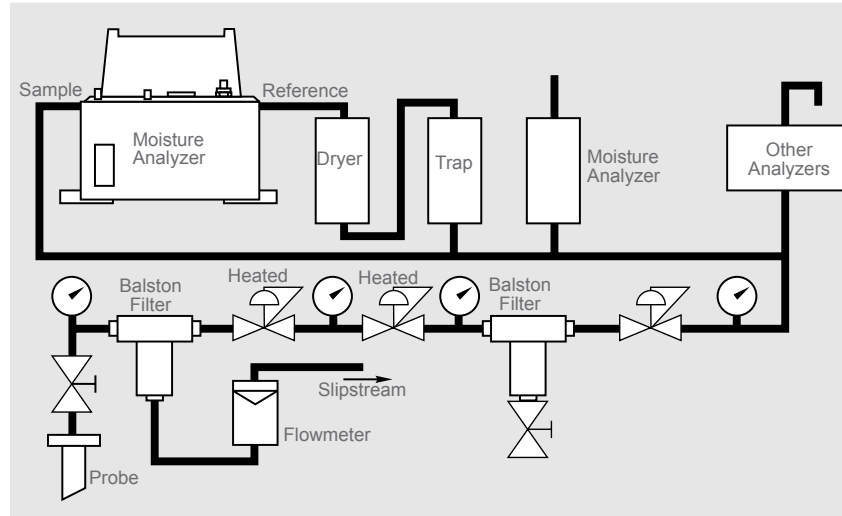 Sample
Reference
Moisture
Analyzer
Dryer
Trap
Moisture
Analyzer
Other
Analyzers
Balston
Filter
Heated
Heated
Balston
Filter
Slipstream
Flowmeter
Probe